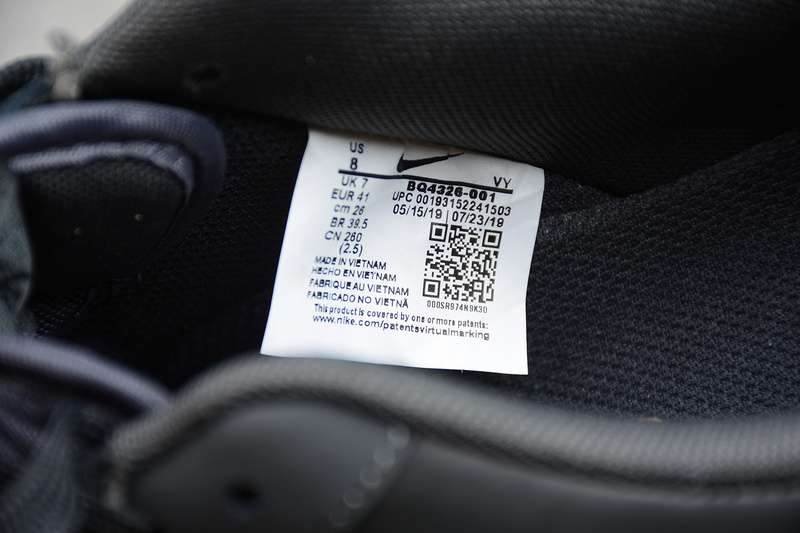 US
8
VY
UK 7
BQ4326-001
EUR 41
UPC 00193152241503
cm 26
05/15/19 | 07/23/19
BR 39.5
CN 260
(2.5)
MADE IN VIETNAM
HECHO EN VIETNAM
FABRIQUE AU VIETNAM
FABRICADO NO VIETNÃ
000SR974N9K30
This product is covered by one or more patents:
www.nike.com/patentsvirtualmarking